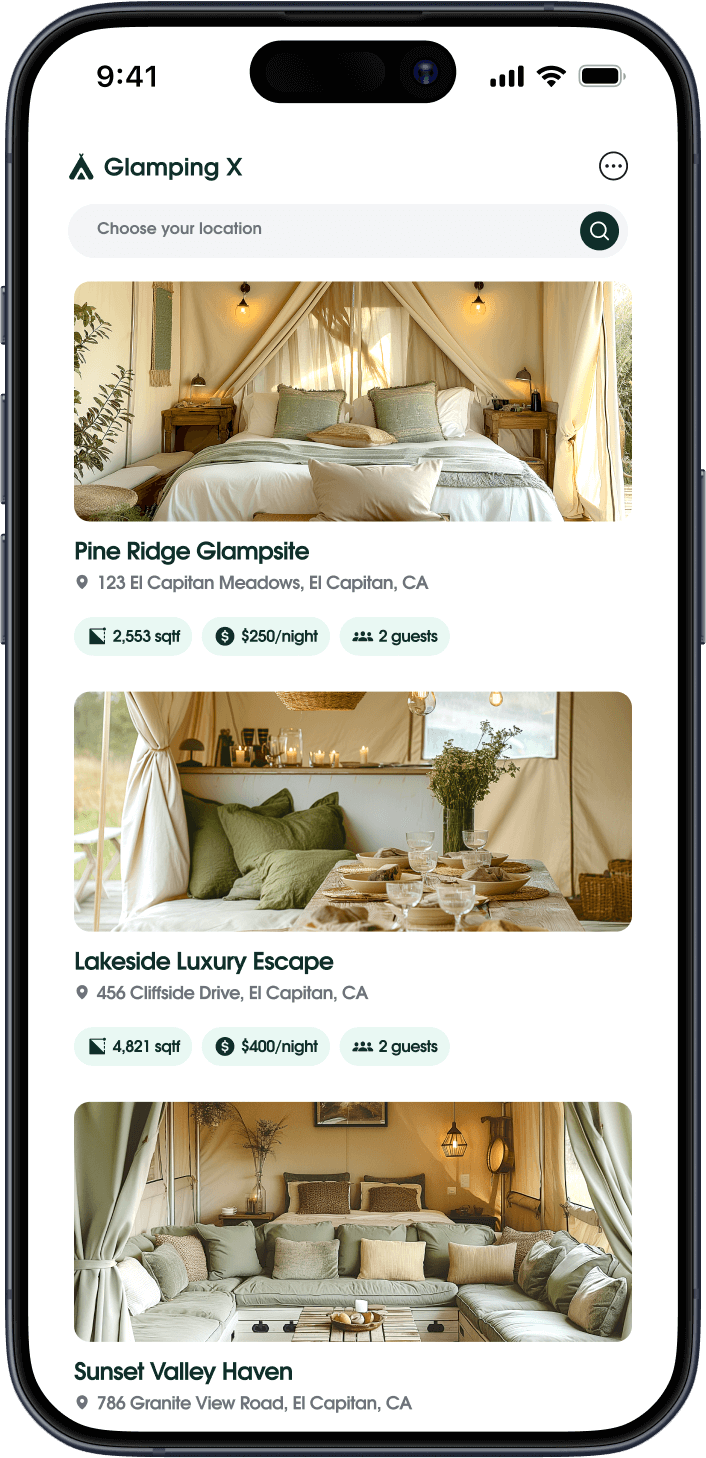 9:41
Glamping X
Choose your location
Pine Ridge Glampsite
123 El Capitan Meadows, El Capitan, CA
2,553 sqtf $250/night 2 guests
Lakeside Luxury Escape
456 Cliffside Drive, El Capitan, CA
4,821 sqtf $400/night 2 guests
Sunset Valley Haven
786 Granite View Road, El Capitan, CA